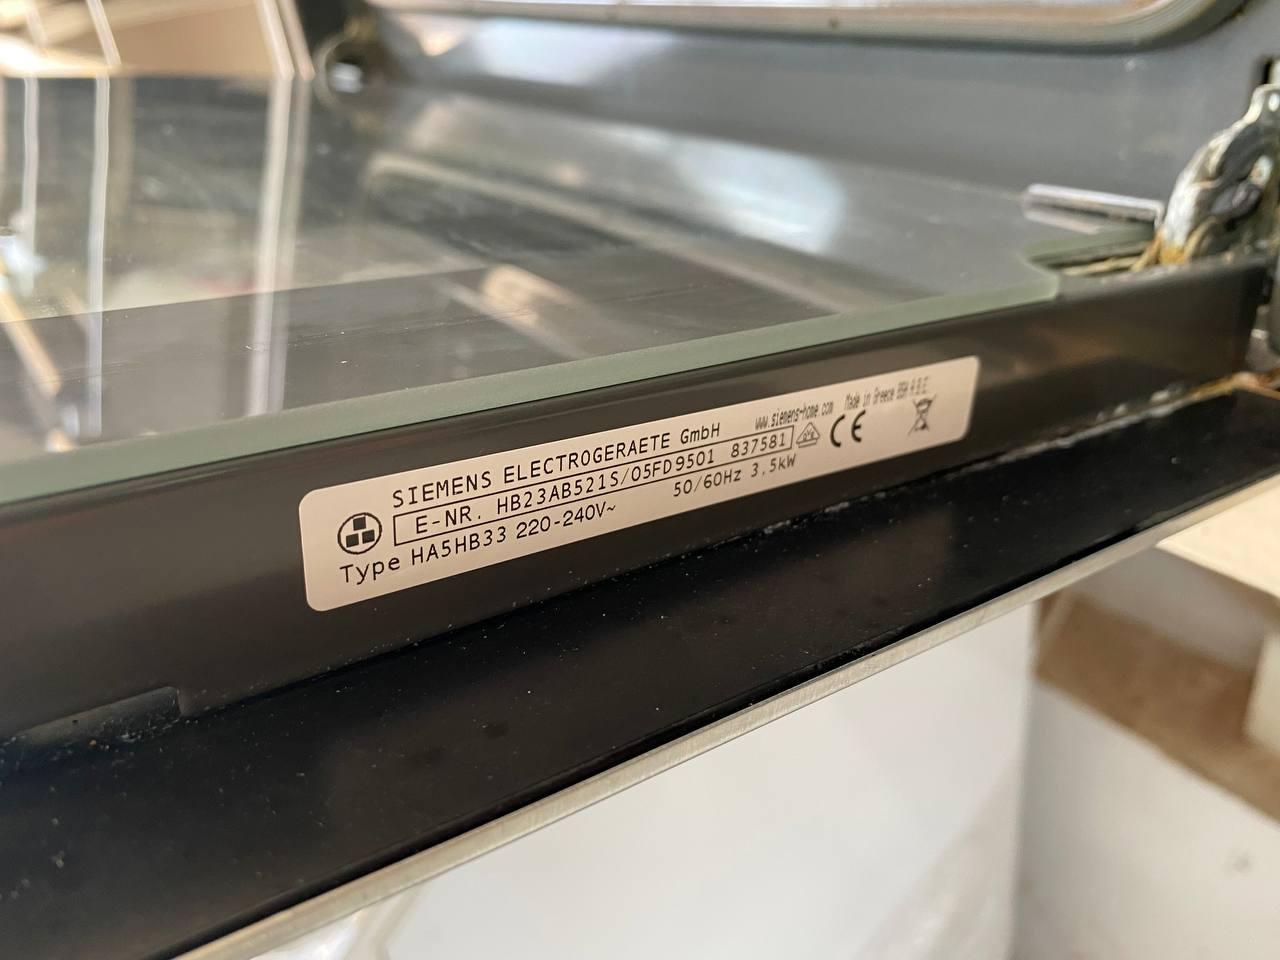 SIEMENS ELECTROGERAETE GmbH www.siemens-home.com Made in Greece BSH A.B.E.
E-NR. HB23AB521S/05FD9501 837581 CE
Type HA5HB33 220-240V~ 50/60Hz 3.5kW